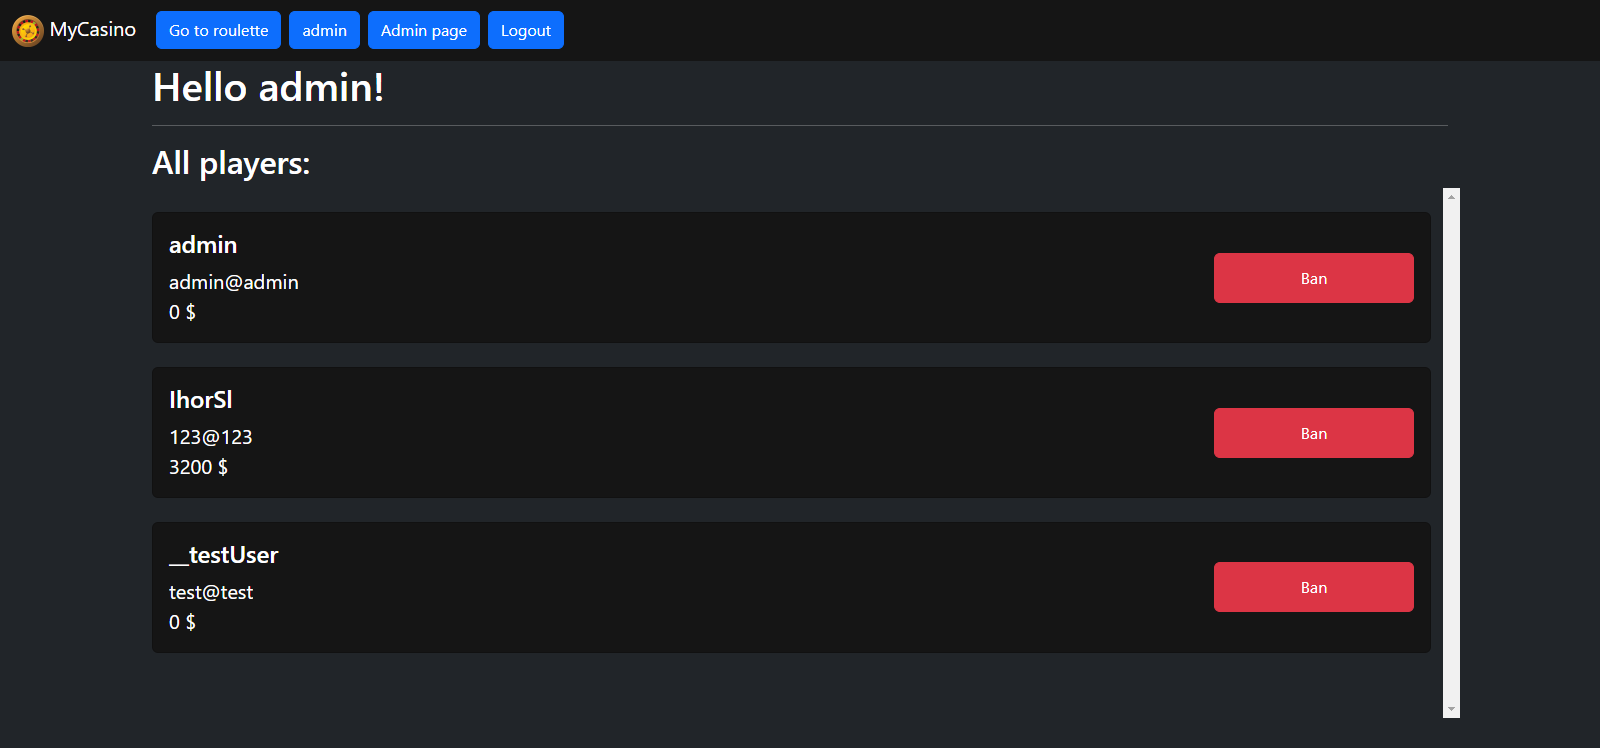 MyCasino Go to roulette admin Admin page Logout
Hello admin!
All players:
admin
admin@admin
0 $
Ban
IhorSl
123@123
3200 $
Ban
__testUser
test@test
0 $
Ban